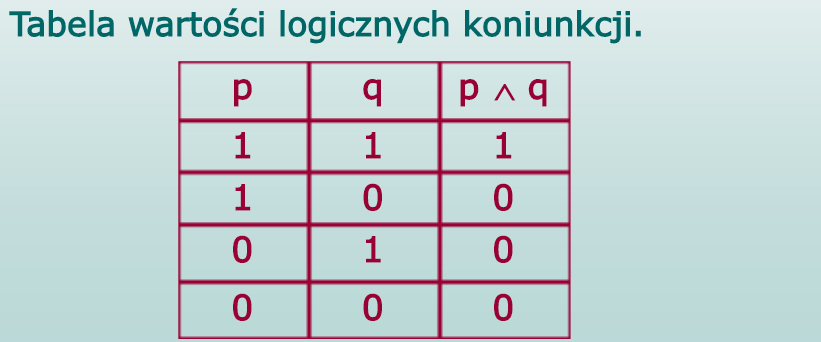 Tabela wartości logicznych koniunkcji.
p q p ∧ q
1 1 1
1 0 0
0 1 0
0 0 0